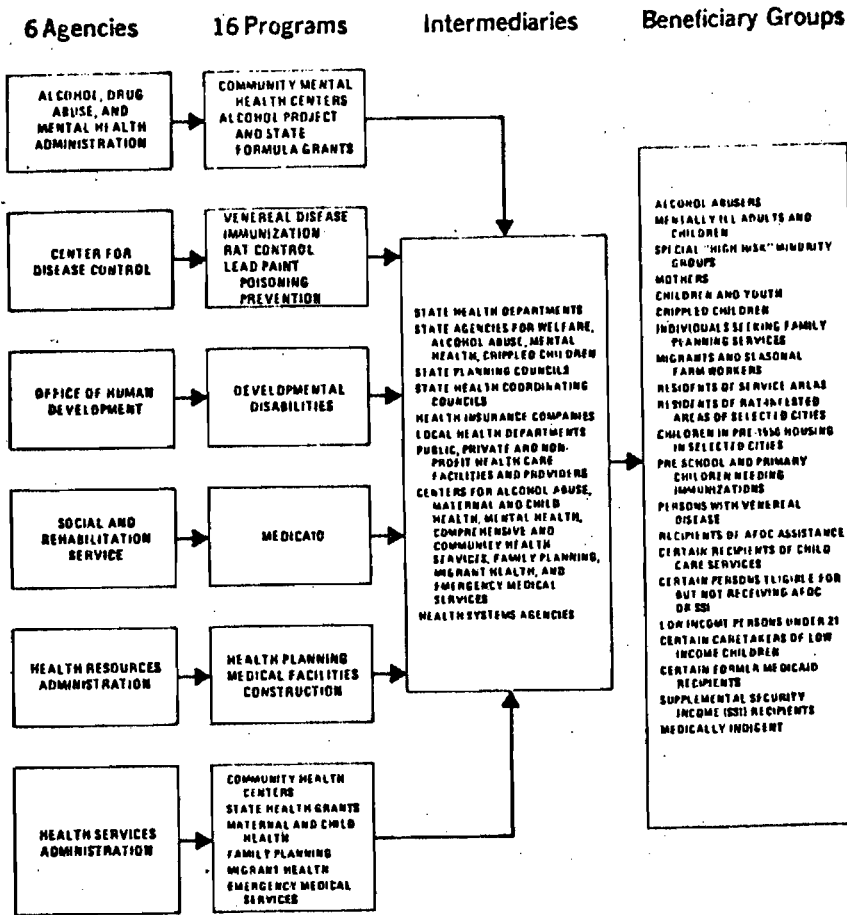 6 Agencies
16 Programs
Intermediaries
Beneficiary Groups
ALCOHOL, DRUG
ABUSE, AND
MENTAL HEALTH
ADMINISTRATION
COMMUNITY MENTAL
HEALTH CENTERS
ALCOHOL PROJECT
AND STATE
FORMULA GRANTS
CENTER FOR
DISEASE CONTROL
VENEREAL DISEASE
IMMUNIZATION
RAT CONTROL
LEAD PAINT
POISONING
PREVENTION
OFFICE OF HUMAN
DEVELOPMENT
DEVELOPMENTAL
DISABILITIES
SOCIAL AND
REHABILITATION
SERVICE
MEDICAID
HEALTH RESOURCES
ADMINISTRATION
HEALTH PLANNING
MEDICAL FACILITIES
CONSTRUCTION
HEALTH SERVICES
ADMINISTRATION
COMMUNITY HEALTH
CENTERS
STATE HEALTH GRANTS
MATERNAL AND CHILD
HEALTH
FAMILY PLANNING
MIGRANT HEALTH
EMERGENCY MEDICAL
SERVICES
STATE HEALTH DEPARTMENTS
STATE AGENCIES FOR WELFARE,
ALCOHOL ABUSE, MENTAL
HEALTH, CRIPPLED CHILDREN
STATE PLANNING COUNCILS
STATE HEALTH COORDINATING
COUNCILS
HEALTH INSURANCE COMPANIES
LOCAL HEALTH DEPARTMENTS
PUBLIC, PRIVATE AND NON-
PROFIT HEALTH CARE
FACILITIES AND PROVIDERS
CENTERS FOR ALCOHOL ABUSE,
MATERNAL AND CHILD
HEALTH, MENTAL HEALTH,
COMPREHENSIVE AND
COMMUNITY HEALTH
SERVICES, FAMILY PLANNING,
MIGRANT HEALTH, AND
EMERGENCY MEDICAL
SERVICES
HEALTH SYSTEMS AGENCIES
ALCOHOL ABUSERS
MENTALLY ILL ADULTS AND
CHILDREN
SPECIAL "HIGH RISK" MINORITY
GROUPS
MOTHERS
CHILDREN AND YOUTH
CRIPPLED CHILDREN
INDIVIDUALS SEEKING FAMILY
PLANNING SERVICES
MIGRANTS AND SEASONAL
FARM WORKERS
RESIDENTS OF SERVICE AREAS
RESIDENTS OF RAT-INFESTED
AREAS OF SELECTED CITIES
CHILDREN IN PRE-1950 HOUSING
IN SELECTED CITIES
PRE SCHOOL AND PRIMARY
CHILDREN NEEDING
IMMUNIZATIONS
PERSONS WITH VENEREAL
DISEASE
RECIPIENTS OF AFDC ASSISTANCE
CERTAIN RECIPIENTS OF CHILD
CARE SERVICES
CERTAIN PERSONS ELIGIBLE FOR
BUT NOT RECEIVING AFDC
OR SSI
LOW INCOME PERSONS UNDER 21
CERTAIN CARETAKERS OF LOW
INCOME CHILDREN
CERTAIN FORMER MEDICAID
RECIPIENTS
SUPPLEMENTAL SECURITY
INCOME (SSI) RECIPIENTS
MEDICALLY INDIGENT